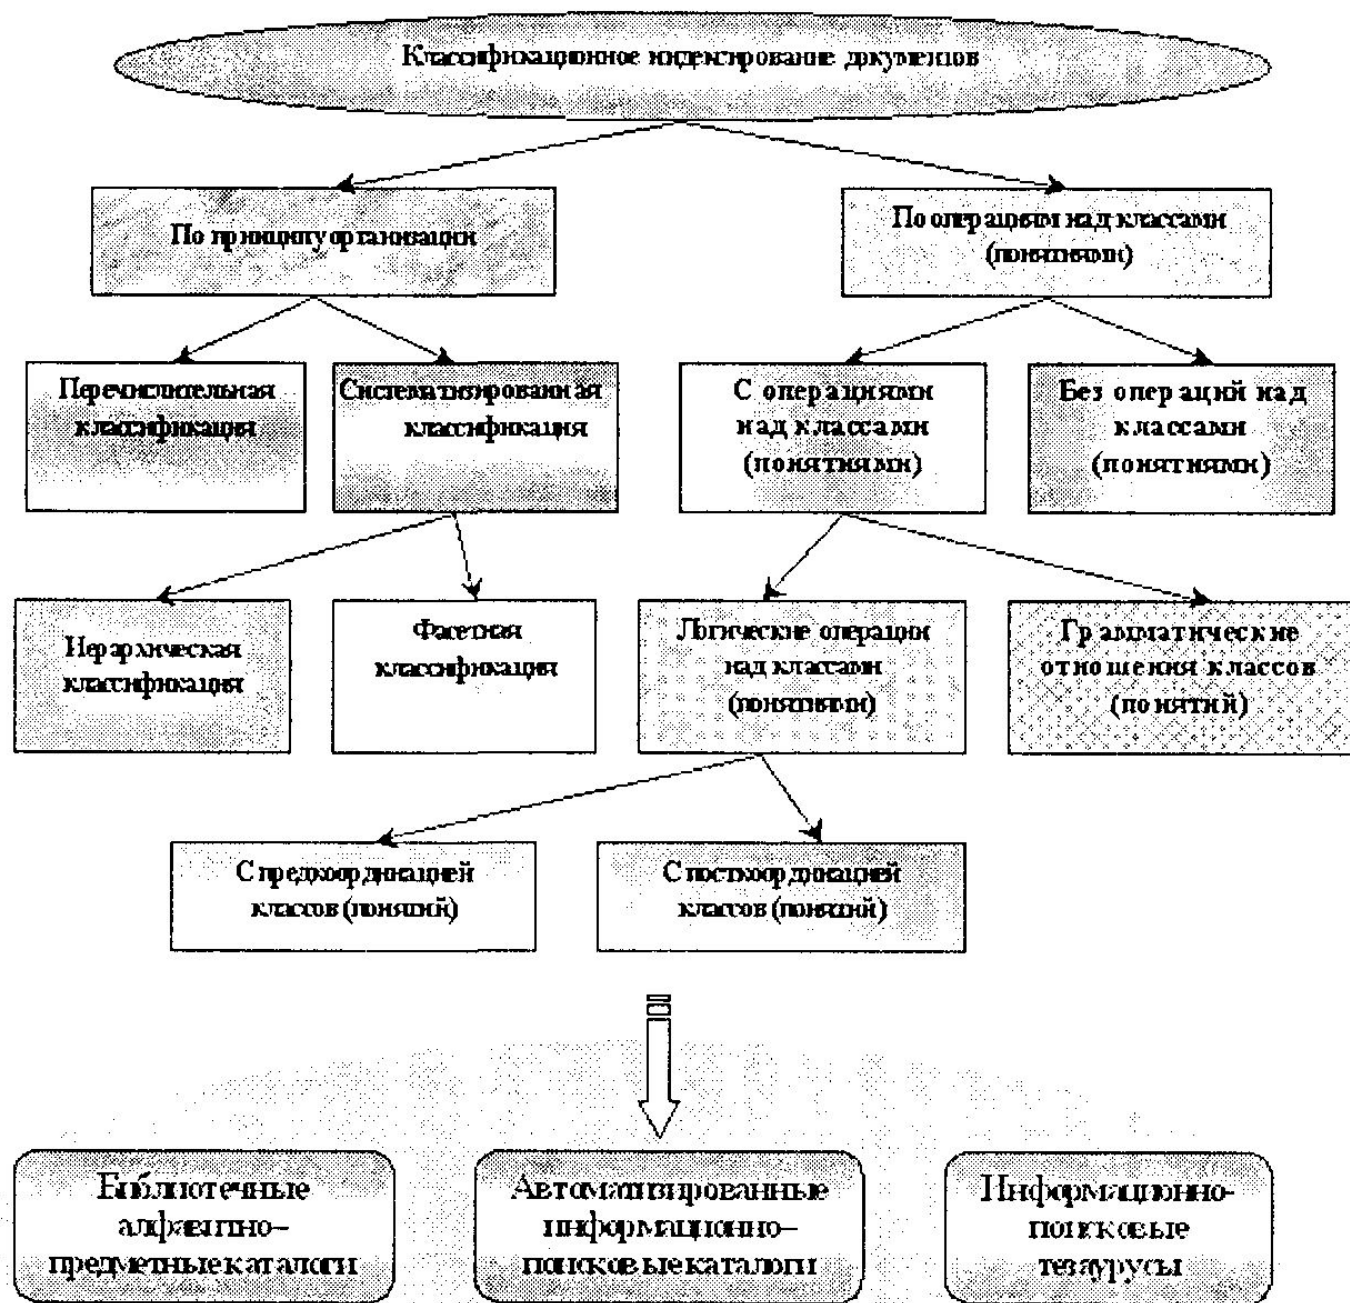 Классификационное индексирование документов
По принципу организации
По операциям над классами
(понятиями)
Перечислительная
классификация
Систематизированная
классификация
С операциями
над классами
(понятиями)
Без операций над
классами
(понятиями)
Иерархическая
классификация
Фасетная
классификация
Логические операции
над классами
(понятиями)
Грамматические
отношения классов
(понятий)
С предкоординацией
классов (понятий)
С посткоординацией
классов (понятий)
Библиотечные
алфавитно–
предметные каталоги
Автоматизированные
информационно–
поисковые каталоги
Информационно-
поисковые
тезаурусы